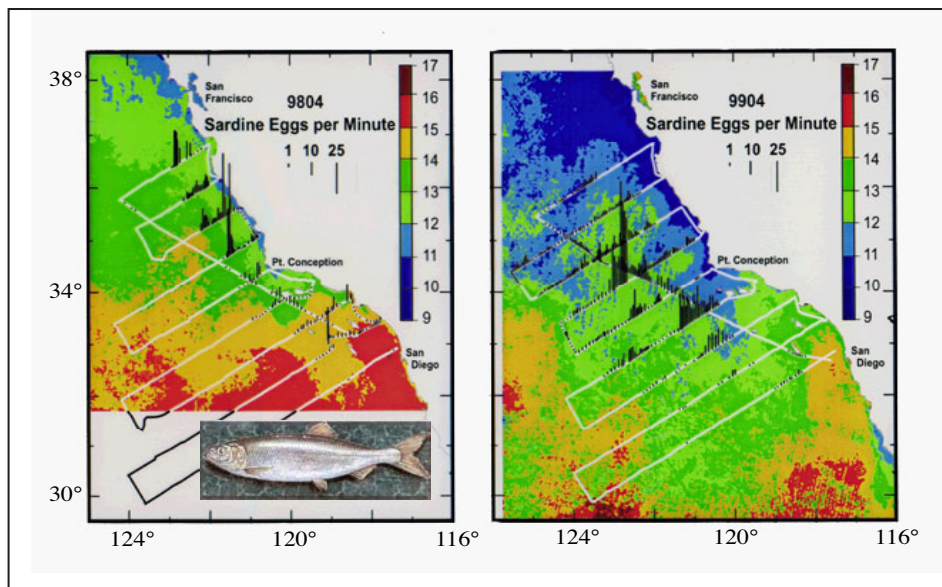 38°
34°
30°
San
Francisco
9804
Sardine Eggs per Minute
1 10 25
Pt. Conception
San
Diego
17
16
15
14
13
12
11
10
9
124°
120°
116°
San
Francisco
9904
Sardine Eggs per Minute
1 10 25
Pt. Conception
San
Diego
17
16
15
14
13
12
11
10
9
124°
120°
116°